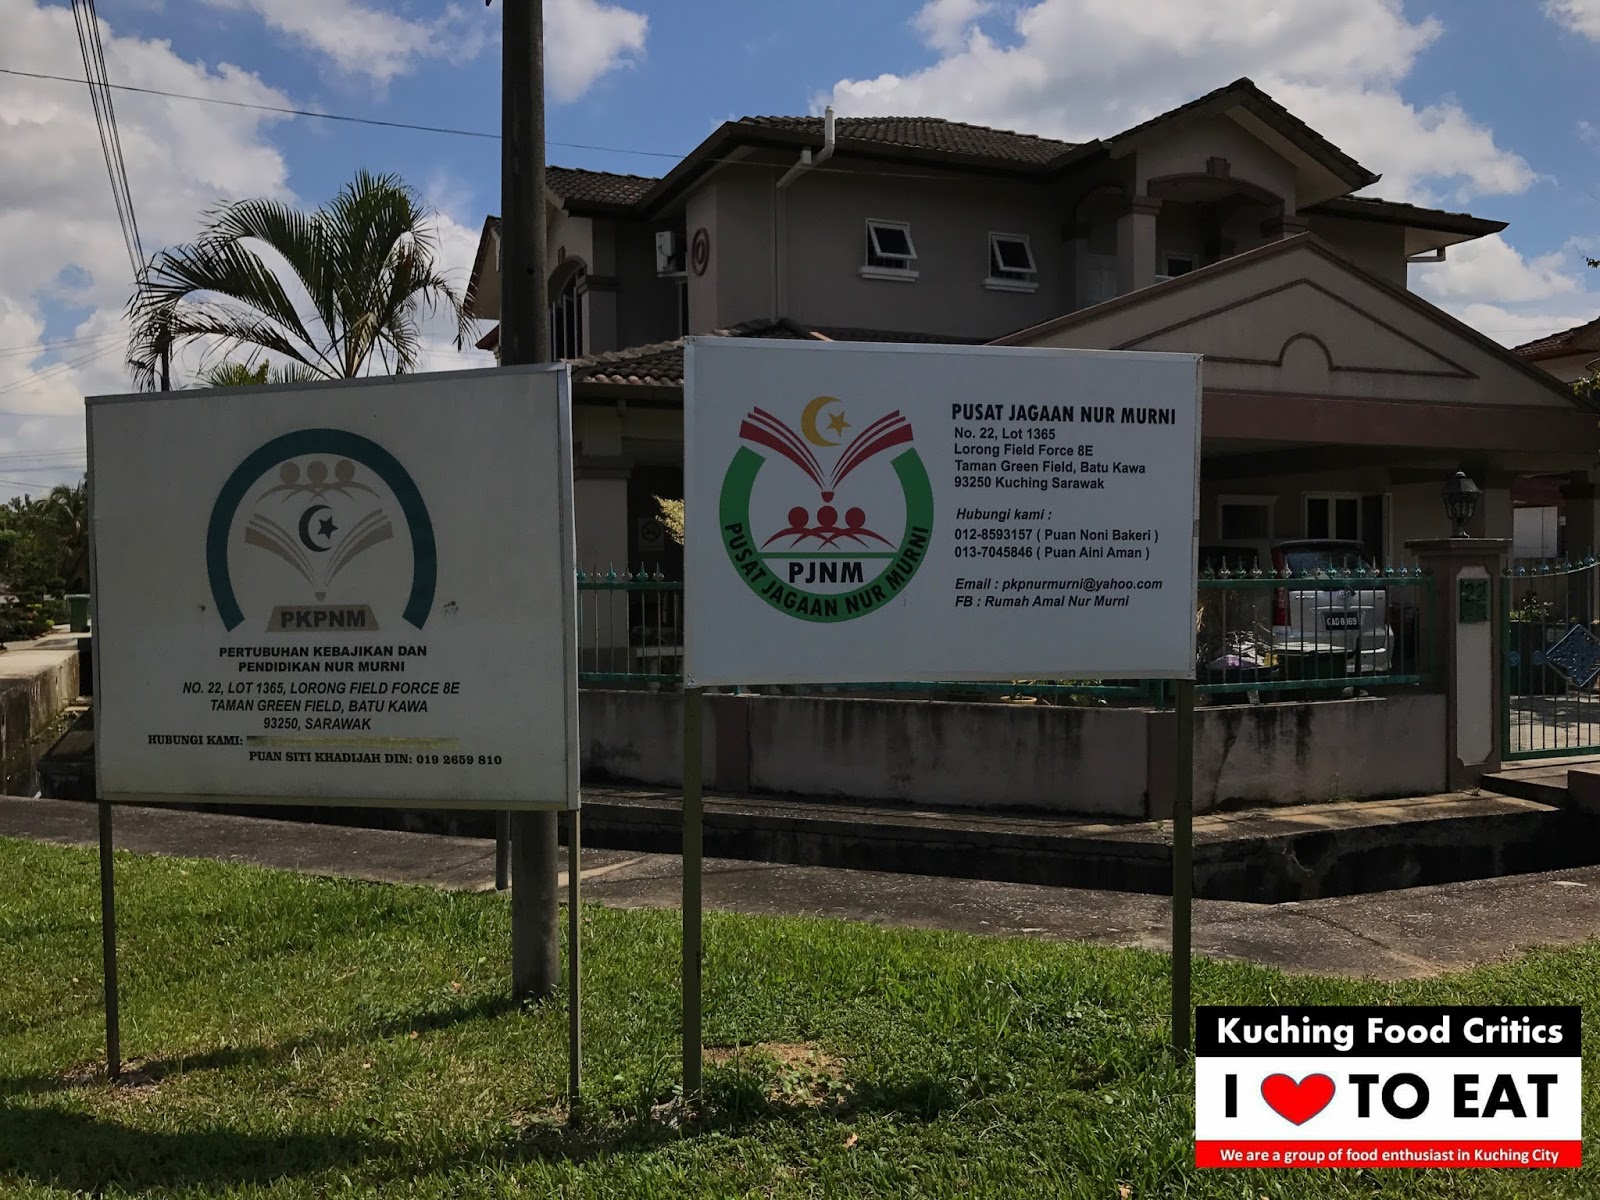 PKPNM
PERTUBUHAN KEBAJIKAN DAN
PENDIDIKAN NUR MURNI
NO. 22, LOT 1365, LORONG FIELD FORCE 8E
TAMAN GREEN FIELD, BATU KAWA
93250, SARAWAK
HUBUNGI KAMI:
PUAN SITI KHADIJAH DIN: 019 2659 810
PJNM
PUSAT JAGAAN NUR MURNI
PUSAT JAGAAN NUR MURNI
No. 22, Lot 1365
Lorong Field Force 8E
Taman Green Field, Batu Kawa
93250 Kuching Sarawak
Hubungi kami :
012-8593157 ( Puan Noni Bakeri )
013-7045846 ( Puan Aini Aman )
Email : pkpnurmurni@yahoo.com
FB : Rumah Amal Nur Murni
22
Kuching Food Critics
I TO EAT
We are a group of food enthusiast in Kuching City